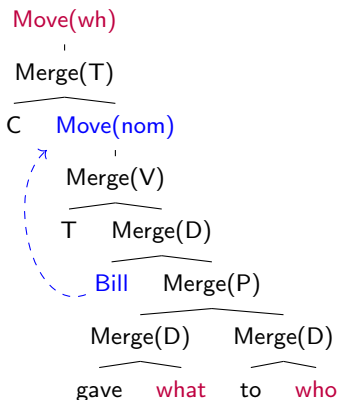 Move(wh)
Merge(T)
C Move(nom)
Merge(V)
T Merge(D)
Bill Merge(P)
Merge(D) Merge(D)
gave what to who